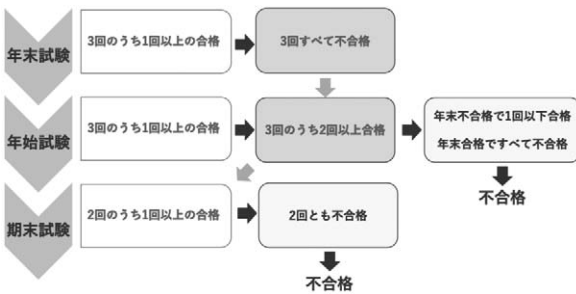 年末試験
3回のうち1回以上の合格
3回すべて不合格
年始試験
3回のうち1回以上の合格
3回のうち2回以上合格
年末不合格で1回以下合格
年末合格ですべて不合格
不合格
期末試験
2回のうち1回以上の合格
2回とも不合格
不合格